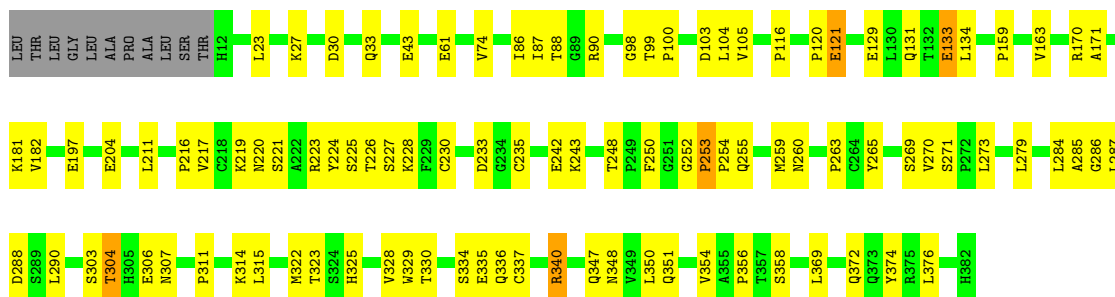 LEU THR LEU LEU GLY LEU ALA PRO ALA LEU SER THR H12 L23 K27 D30 Q33 E43 E61 V74 I86 I87 T88 G89 R90 G98 T99 P100 D103 L104 V105 P116 P120 E121 E129 L130 Q131 T132 E133 L134 P159 V163 R170 A171
K181 V182 E197 E204 L211 P216 V217 C218 K219 N220 S221 A222 R223 Y224 S225 T226 S227 K228 F229 C230 D233 G234 C235 E242 K243 T248 P249 F250 G251 G252 P253 P254 Q255 M259 N260 P263 C264 Y265 S269 V270 S271 P272 L273 L279 L284 A285 G286
D288 S289 L290 S303 T304 H305 E306 N307 P311 K314 L315 M322 T323 S324 H325 V328 W329 T330 S334 E335 Q336 C337 R340 Q347 N348 V349 L350 Q351 V354 A355 P356 T357 S358 L369 Q372 Q373 Y374 R375 L376 H382